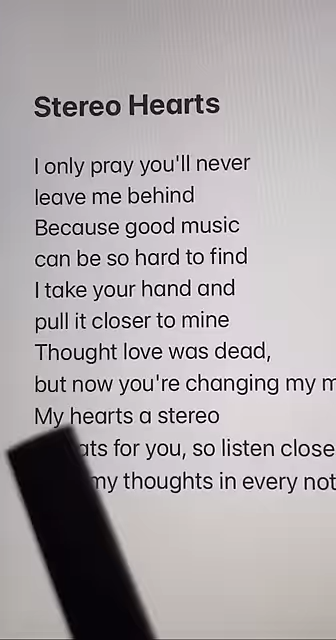 Stereo Hearts
I only pray you'll never
leave me behind
Because good music
can be so hard to find
I take your hand and
pull it closer to mine
Thought love was dead,
but now you're changing my
My hearts a stereo
for you, so listen close
my thoughts in every